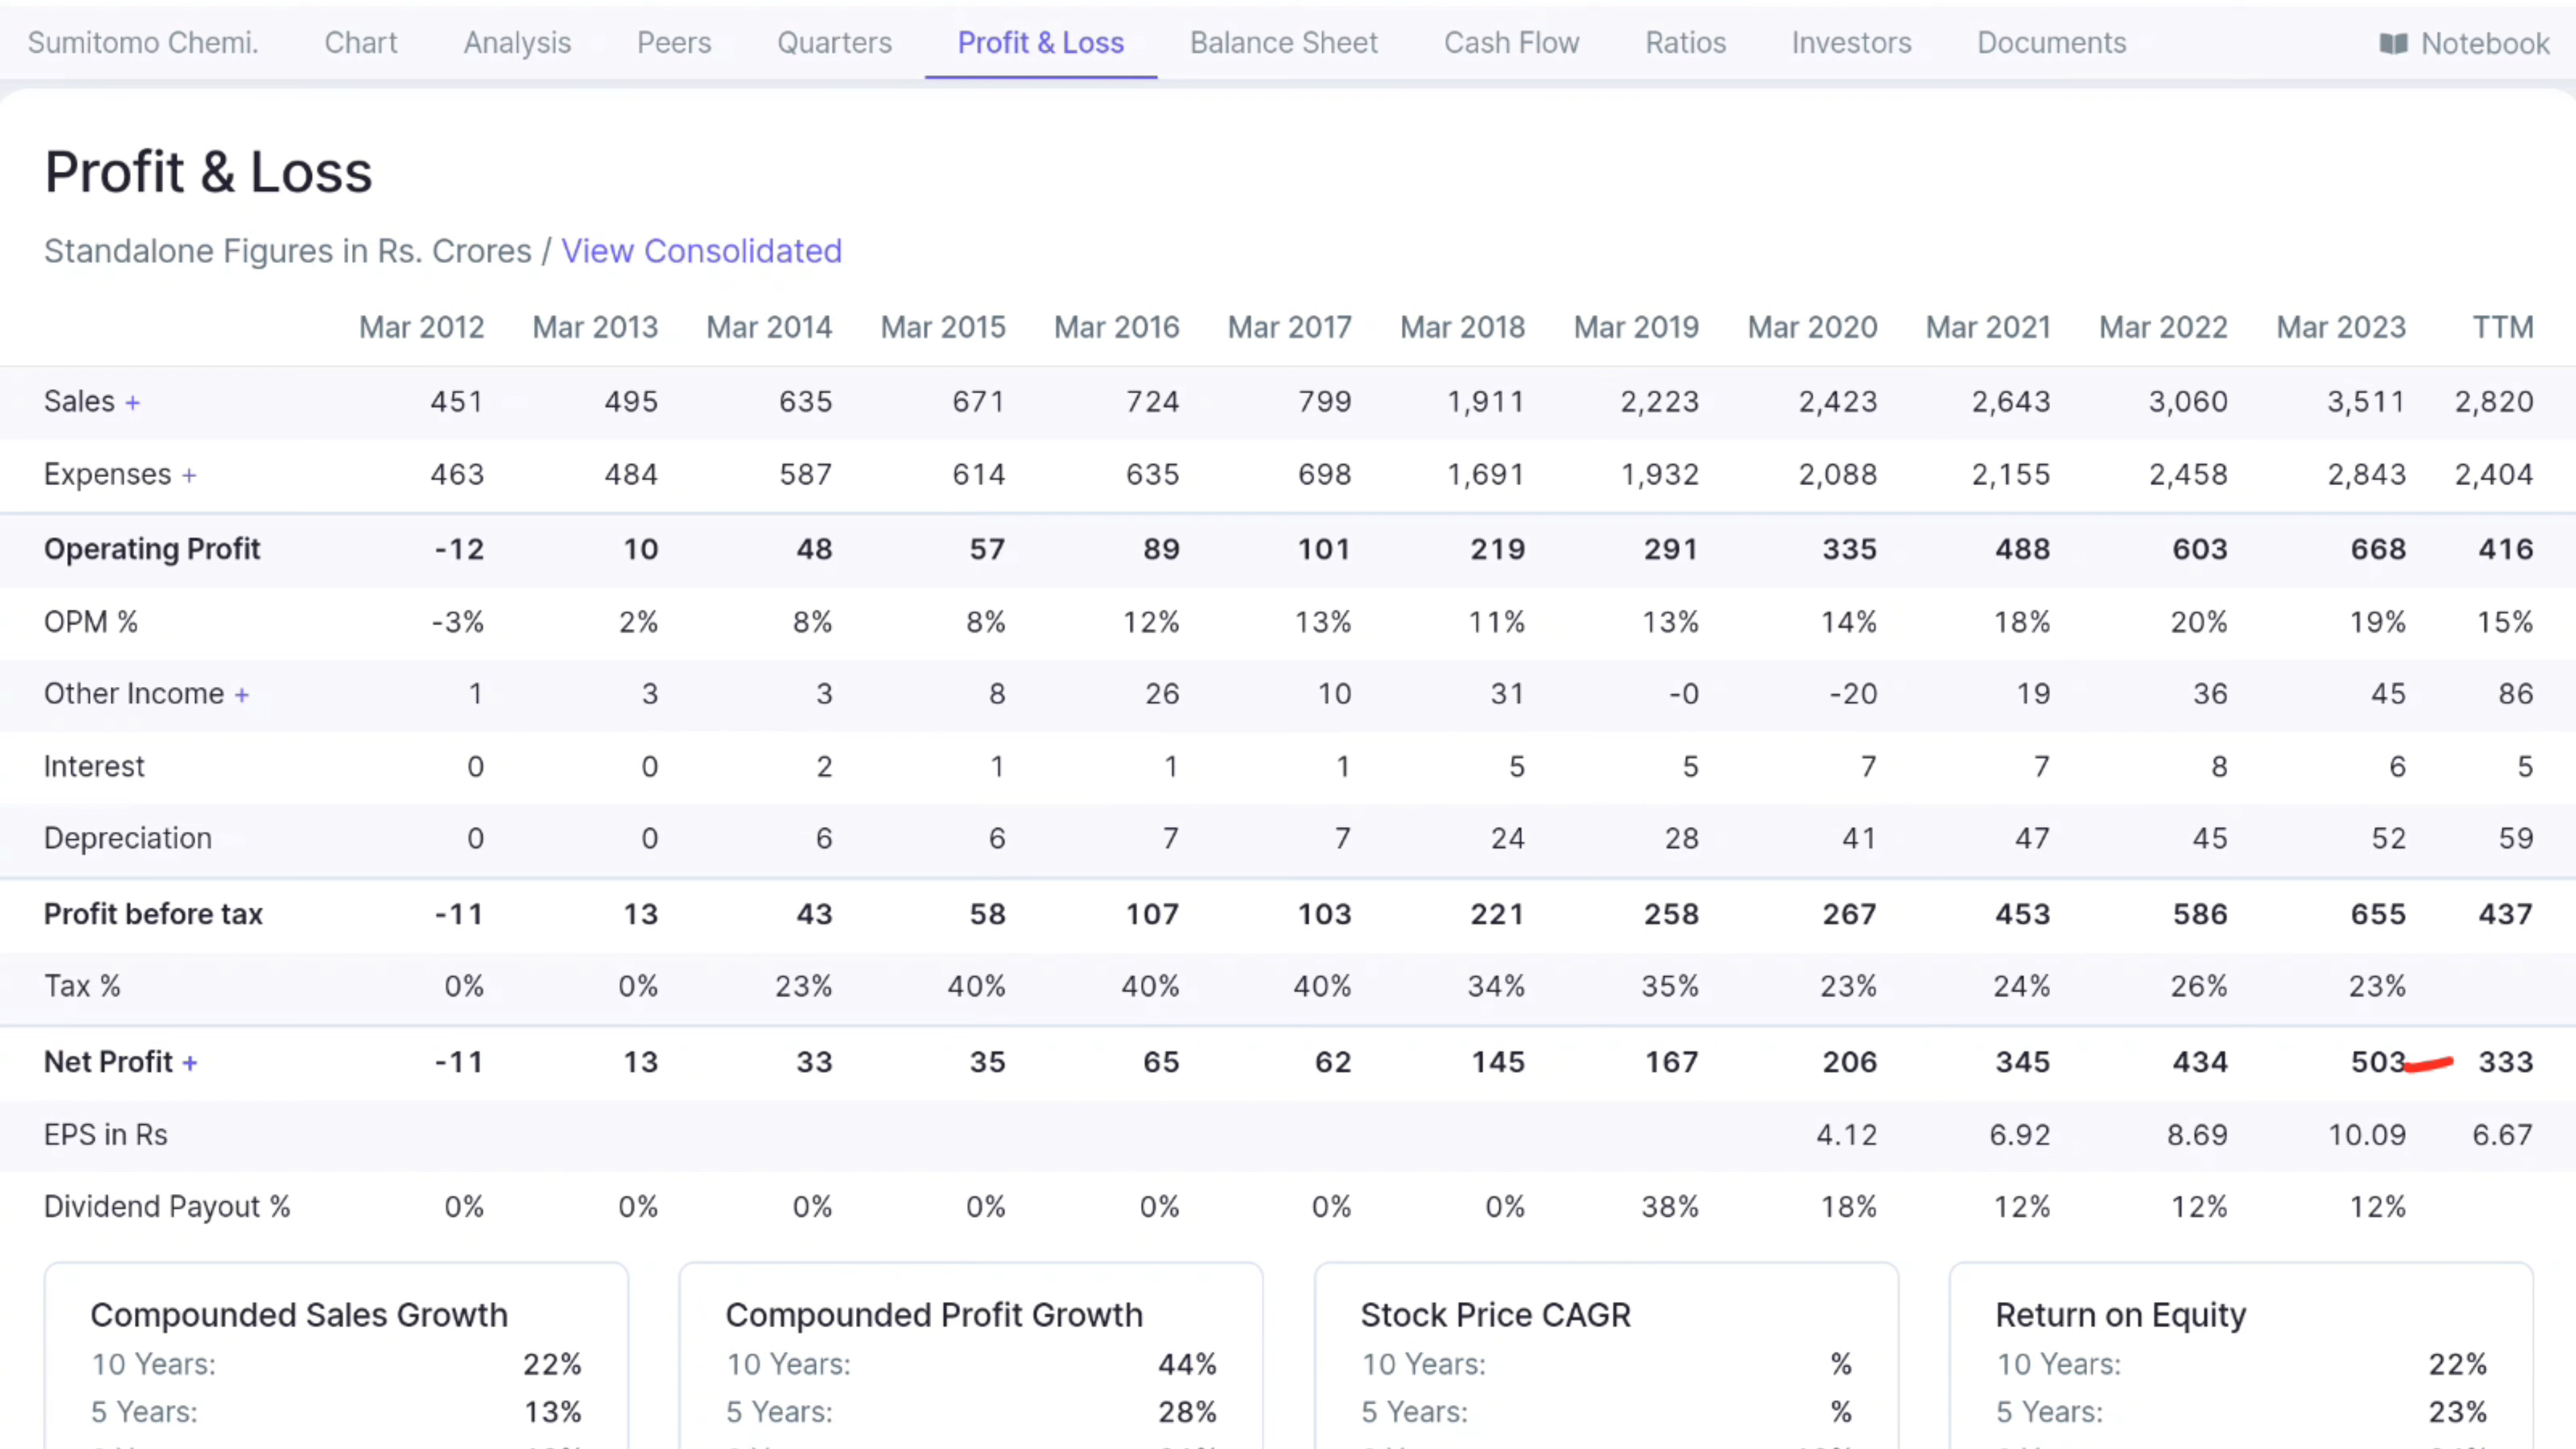 Sumitomo Chemi. Chart Analysis Peers Quarters Profit & Loss Balance Sheet Cash Flow Ratios Investors Documents Notebook
Profit & Loss
Standalone Figures in Rs. Crores / View Consolidated
Mar 2012 Mar 2013 Mar 2014 Mar 2015 Mar 2016 Mar 2017 Mar 2018 Mar 2019 Mar 2020 Mar 2021 Mar 2022 Mar 2023 TTM
Sales + 451 495 635 671 724 799 1,911 2,223 2,423 2,643 3,060 3,511 2,820
Expenses + 463 484 587 614 635 698 1,691 1,932 2,088 2,155 2,458 2,843 2,404
Operating Profit -12 10 48 57 89 101 219 291 335 488 603 668 416
OPM % -3% 2% 8% 8% 12% 13% 11% 13% 14% 18% 20% 19% 15%
Other Income + 1 3 3 8 26 10 31 -0 -20 19 36 45 86
Interest 0 0 2 1 1 1 5 5 7 7 8 6 5
Depreciation 0 0 6 6 7 7 24 28 41 47 45 52 59
Profit before tax -11 13 43 58 107 103 221 258 267 453 586 655 437
Tax % 0% 0% 23% 40% 40% 40% 34% 35% 23% 24% 26% 23%
Net Profit + -11 13 33 35 65 62 145 167 206 345 434 503 333
EPS in Rs 4.12 6.92 8.69 10.09 6.67
Dividend Payout % 0% 0% 0% 0% 0% 0% 0% 38% 18% 12% 12% 12%
Compounded Sales Growth Compounded Profit Growth Stock Price CAGR Return on Equity
10 Years: 22% 10 Years: 44% 10 Years: % 10 Years: 22%
5 Years: 13% 5 Years: 28% 5 Years: % 5 Years: 23%